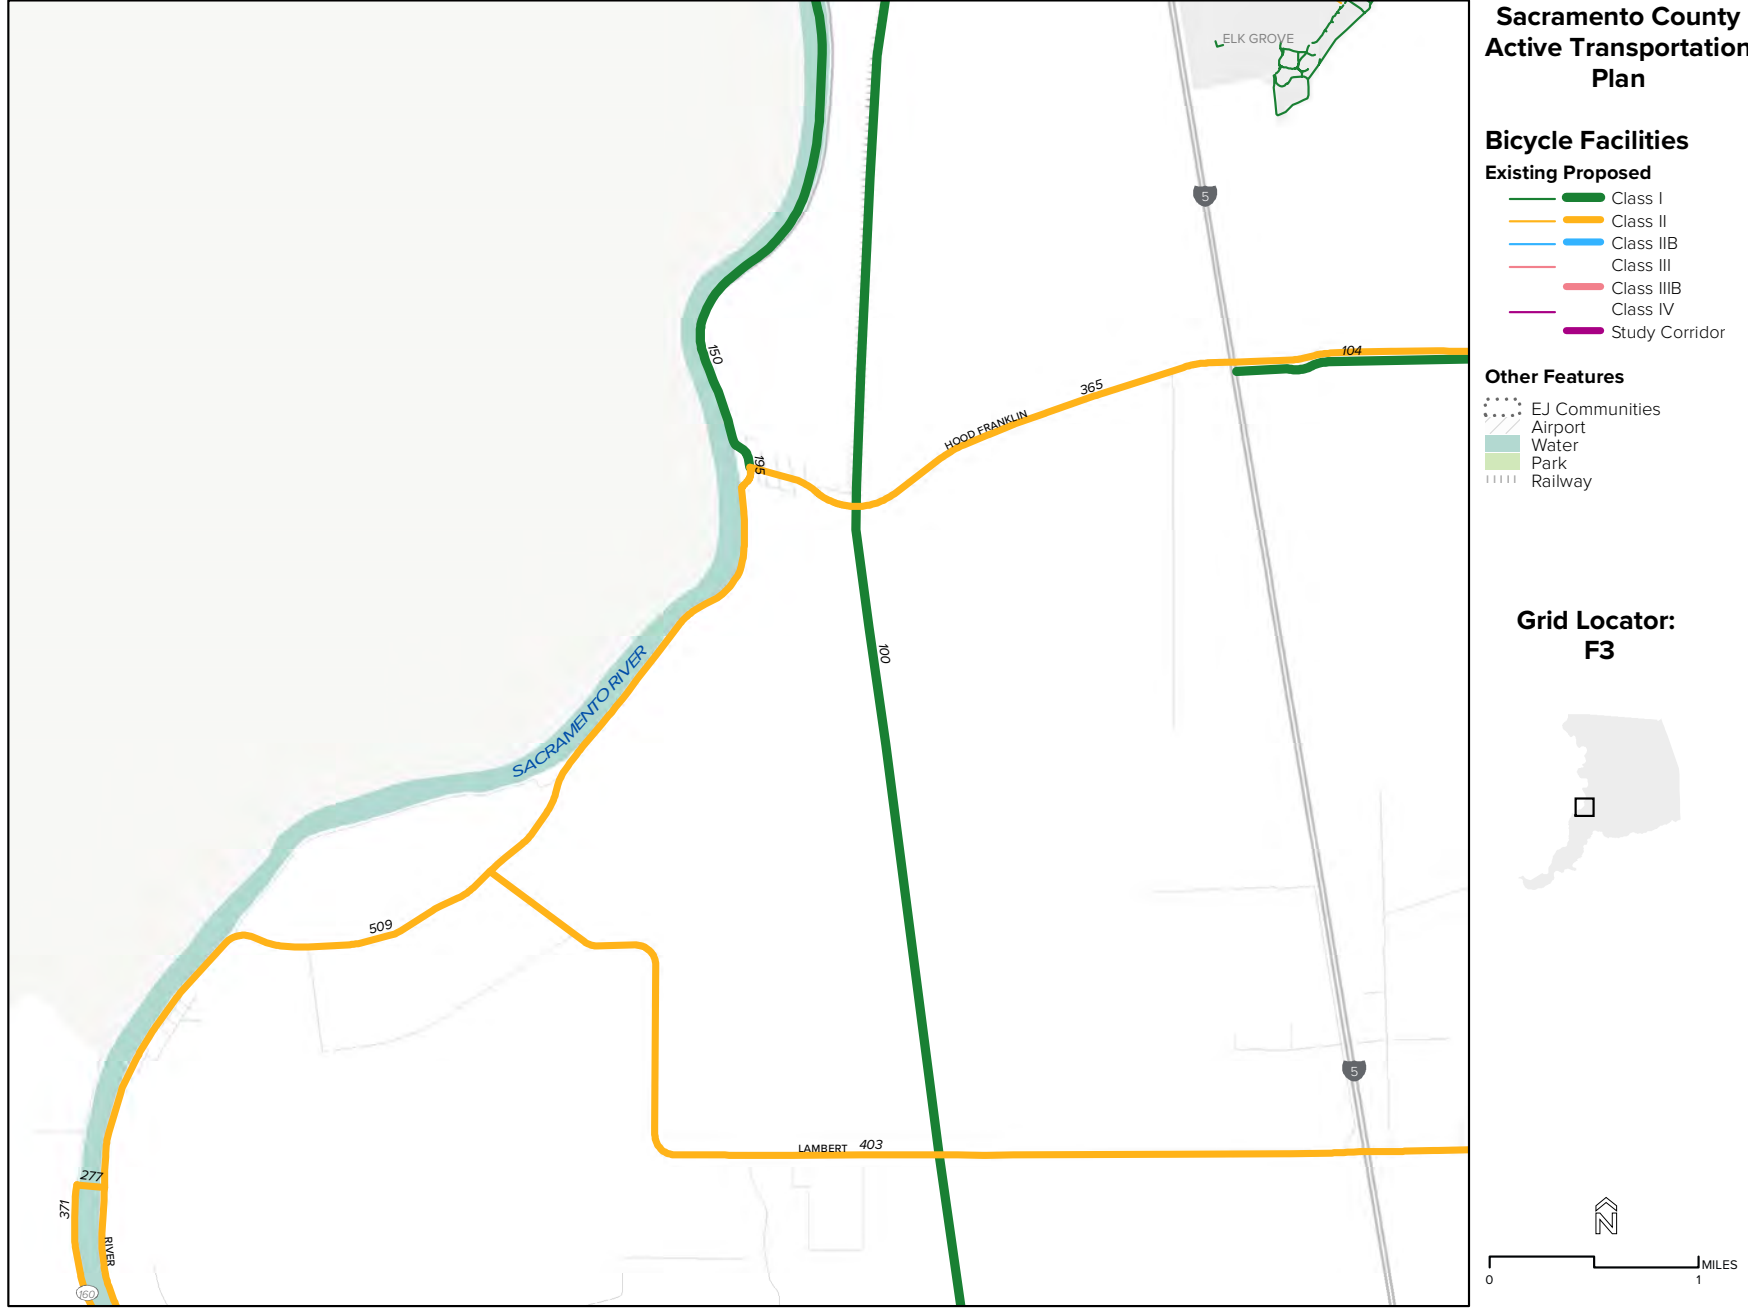 Sacramento County
Active Transportation
Plan
Bicycle Facilities
Existing Proposed
Class I
Class II
Class IIB
Class III
Class IIIB
Class IV
Study Corridor
Other Features
EJ Communities
Airport
Water
Park
Railway
Grid Locator:
F3
N
MILES
0 1
ELK GROVE
5
150
104
365
HOOD FRANKLIN
195
100
SACRAMENTO RIVER
509
5
LAMBERT 403
277
371
RIVER
160